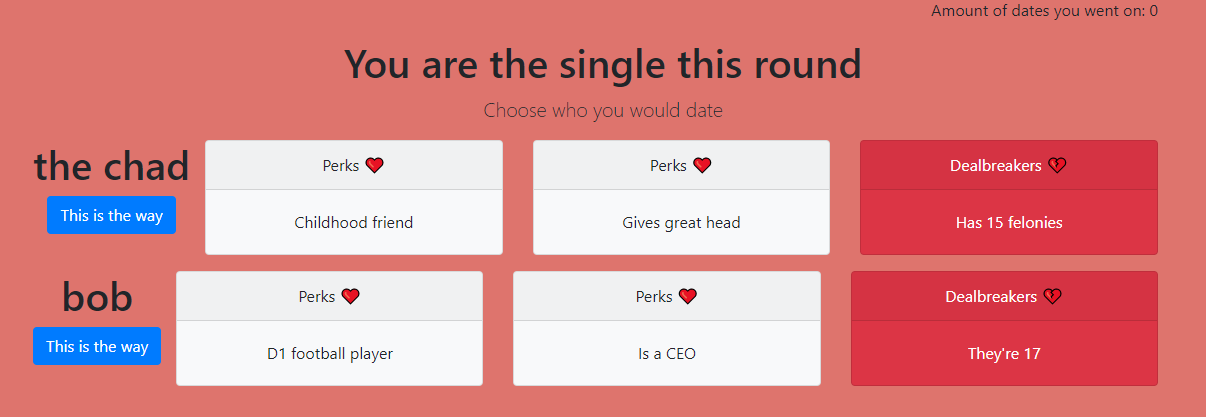 Amount of dates you went on: 0
You are the single this round
Choose who you would date
the chad
This is the way
Perks ❤️
Childhood friend
Perks ❤️
Gives great head
Dealbreakers 💔
Has 15 felonies
bob
This is the way
Perks ❤️
D1 football player
Perks ❤️
Is a CEO
Dealbreakers 💔
They're 17